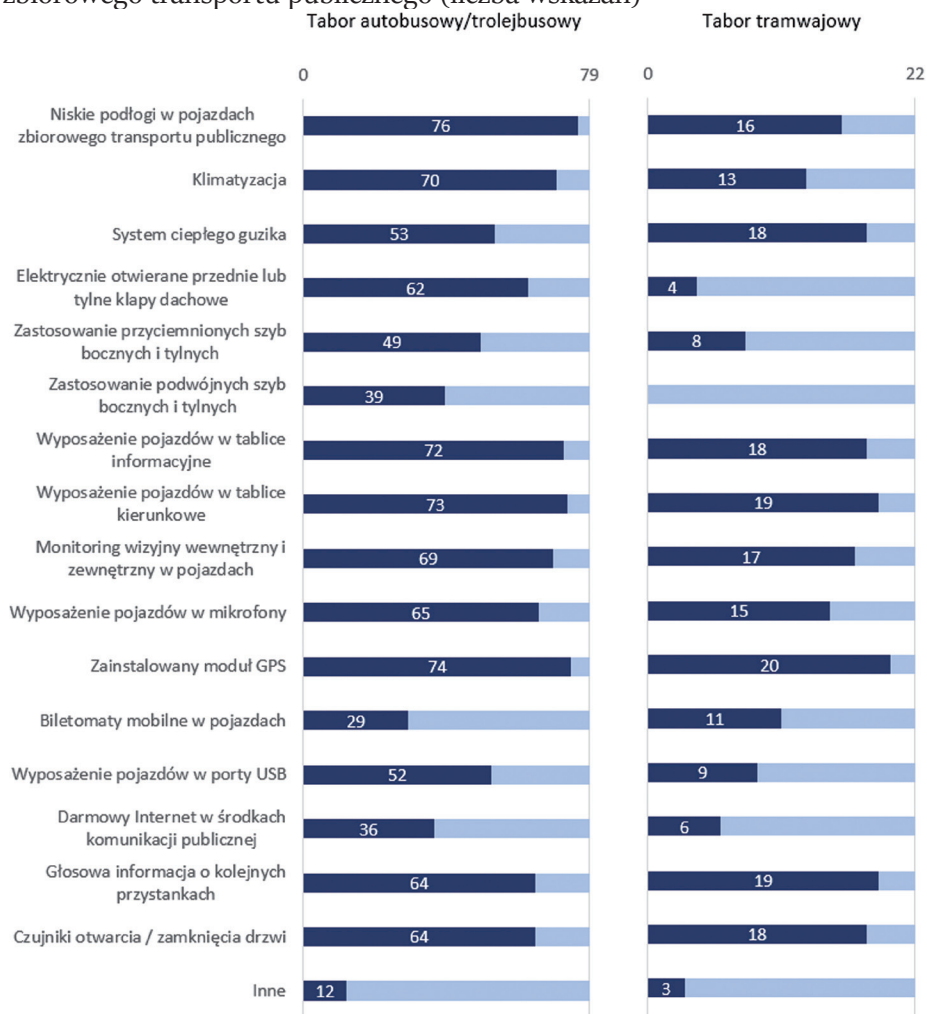 zbiorowego transportu publicznego (liczba wskazań)
Tabor autobusowy/trolejbusowy
Tabor tramwajowy
0 79 0 22
Niskie podłogi w pojazdach
zbiorowego transportu publicznego
76 16
Klimatyzacja 70 13
System ciepłego guzika 53 18
Elektrycznie otwierane przednie lub
tylne klapy dachowe
62 4
Zastosowanie przyciemnionych szyb
bocznych i tylnych
49 8
Zastosowanie podwójnych szyb
bocznych i tylnych
39
Wyposażenie pojazdów w tablice
informacyjne
72 18
Wyposażenie pojazdów w tablice
kierunkowe
73 19
Monitoring wizyjny wewnętrzny i
zewnętrzny w pojazdach
69 17
Wyposażenie pojazdów w mikrofony 65 15
Zainstalowany moduł GPS 74 20
Biletomaty mobilne w pojazdach 29 11
Wyposażenie pojazdów w porty USB 52 9
Darmowy Internet w środkach
komunikacji publicznej
36 6
Głosowa informacja o kolejnych
przystankach
64 19
Czujniki otwarcia / zamknięcia drzwi 64 18
Inne 12 3